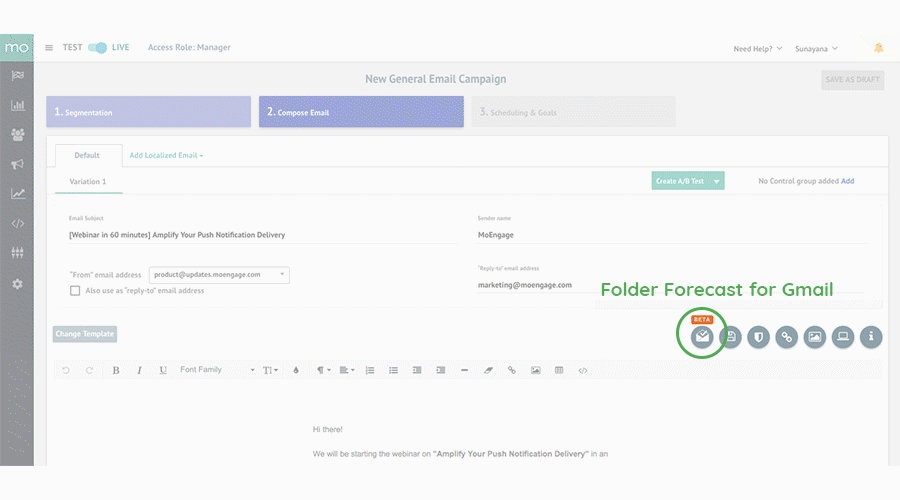 mo
TEST LIVE Access Role: Manager
Need Help? Sunayana
New General Email Campaign
SAVE AS DRAFT
1. Segmentation
2. Compose Email
3. Scheduling & Goals
Default
Add Localized Email
Variation 1
Create A/B Test
No Control group added Add
Email Subject
[Webinar in 60 minutes] Amplify Your Push Notification Delivery
Sender name
MoEngage
"From" email address product@updates.moengage.com
Also use as "reply-to" email address
"Reply-to" email address
marketing@moengage.com
Folder Forecast for Gmail
BETA
Change Template
B I U Font Family T
Hi there!
We will be starting the webinar on "Amplify Your Push Notification Delivery" in an